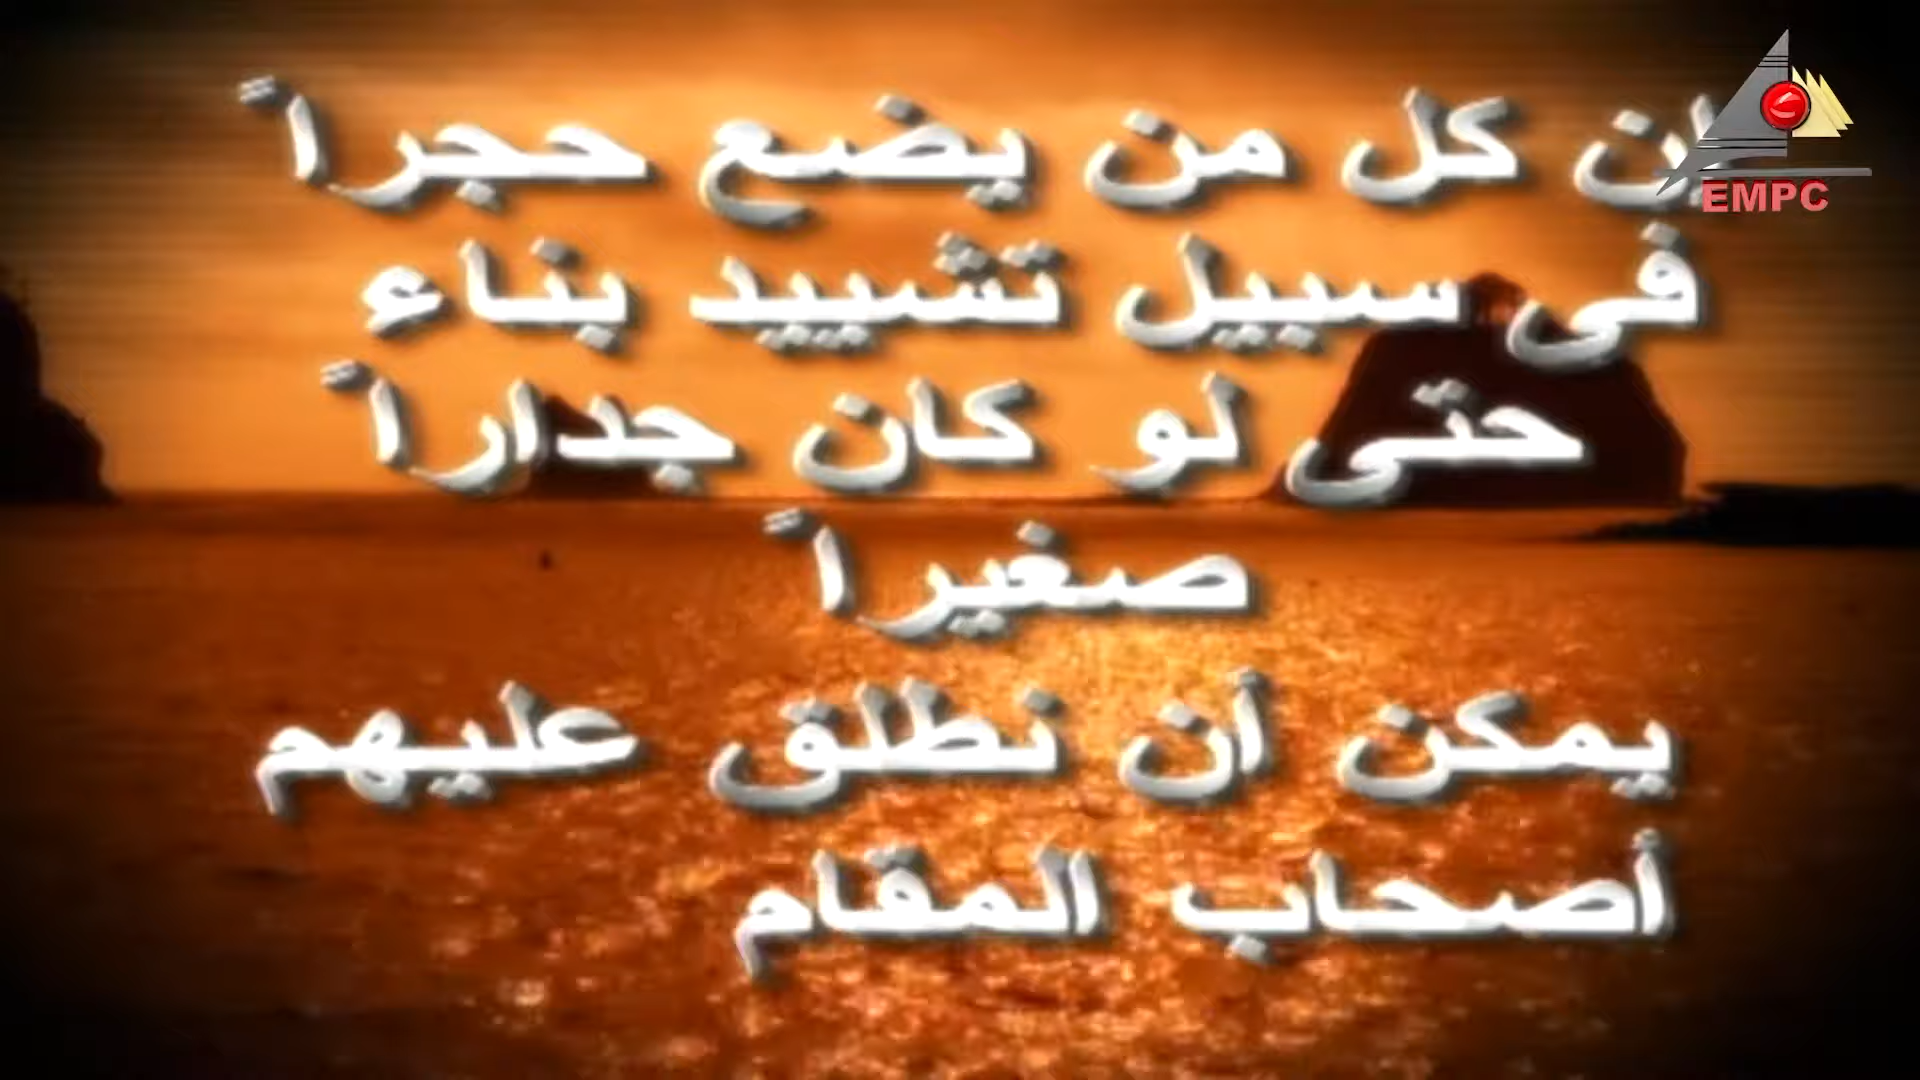 إن كل من يضع حجراً
فى سبيل تشييد بناء
حتى لو كان جداراً
صغيراً
يمكن أن نطلق عليهم
أصحاب المقام
EMPC